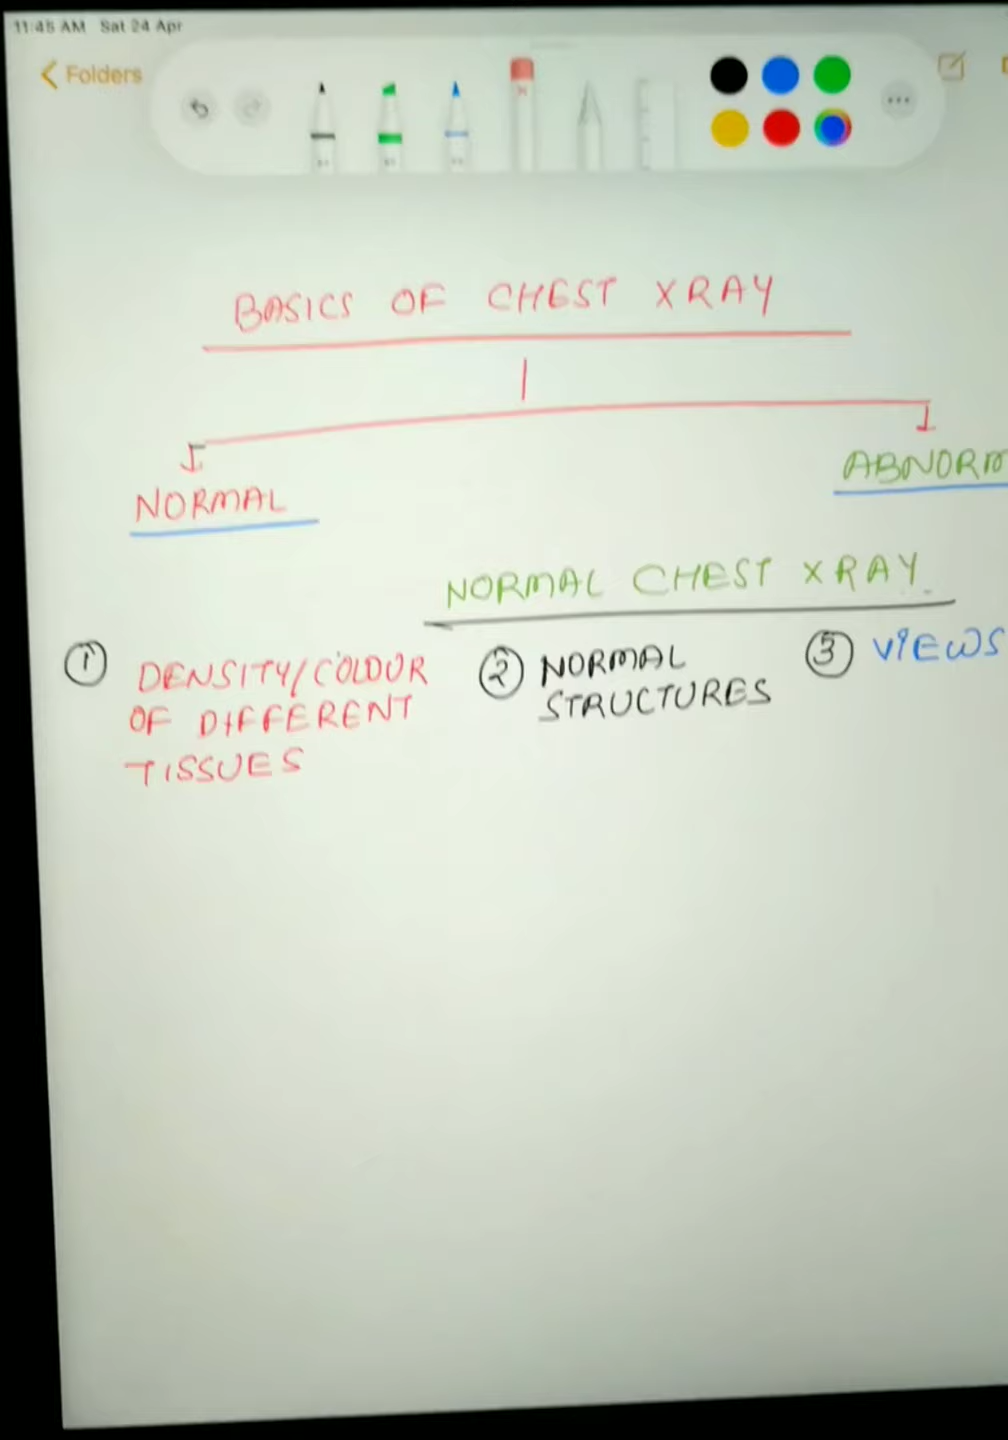 11:45 AM Sat 24 Apr
Folders
BASICS OF CHEST XRAY
NORMAL
ABNORM
NORMAL CHEST XRAY
① DENSITY/COLOUR
OF DIFFERENT
TISSUES
② NORMAL
STRUCTURES
③ VIEWS